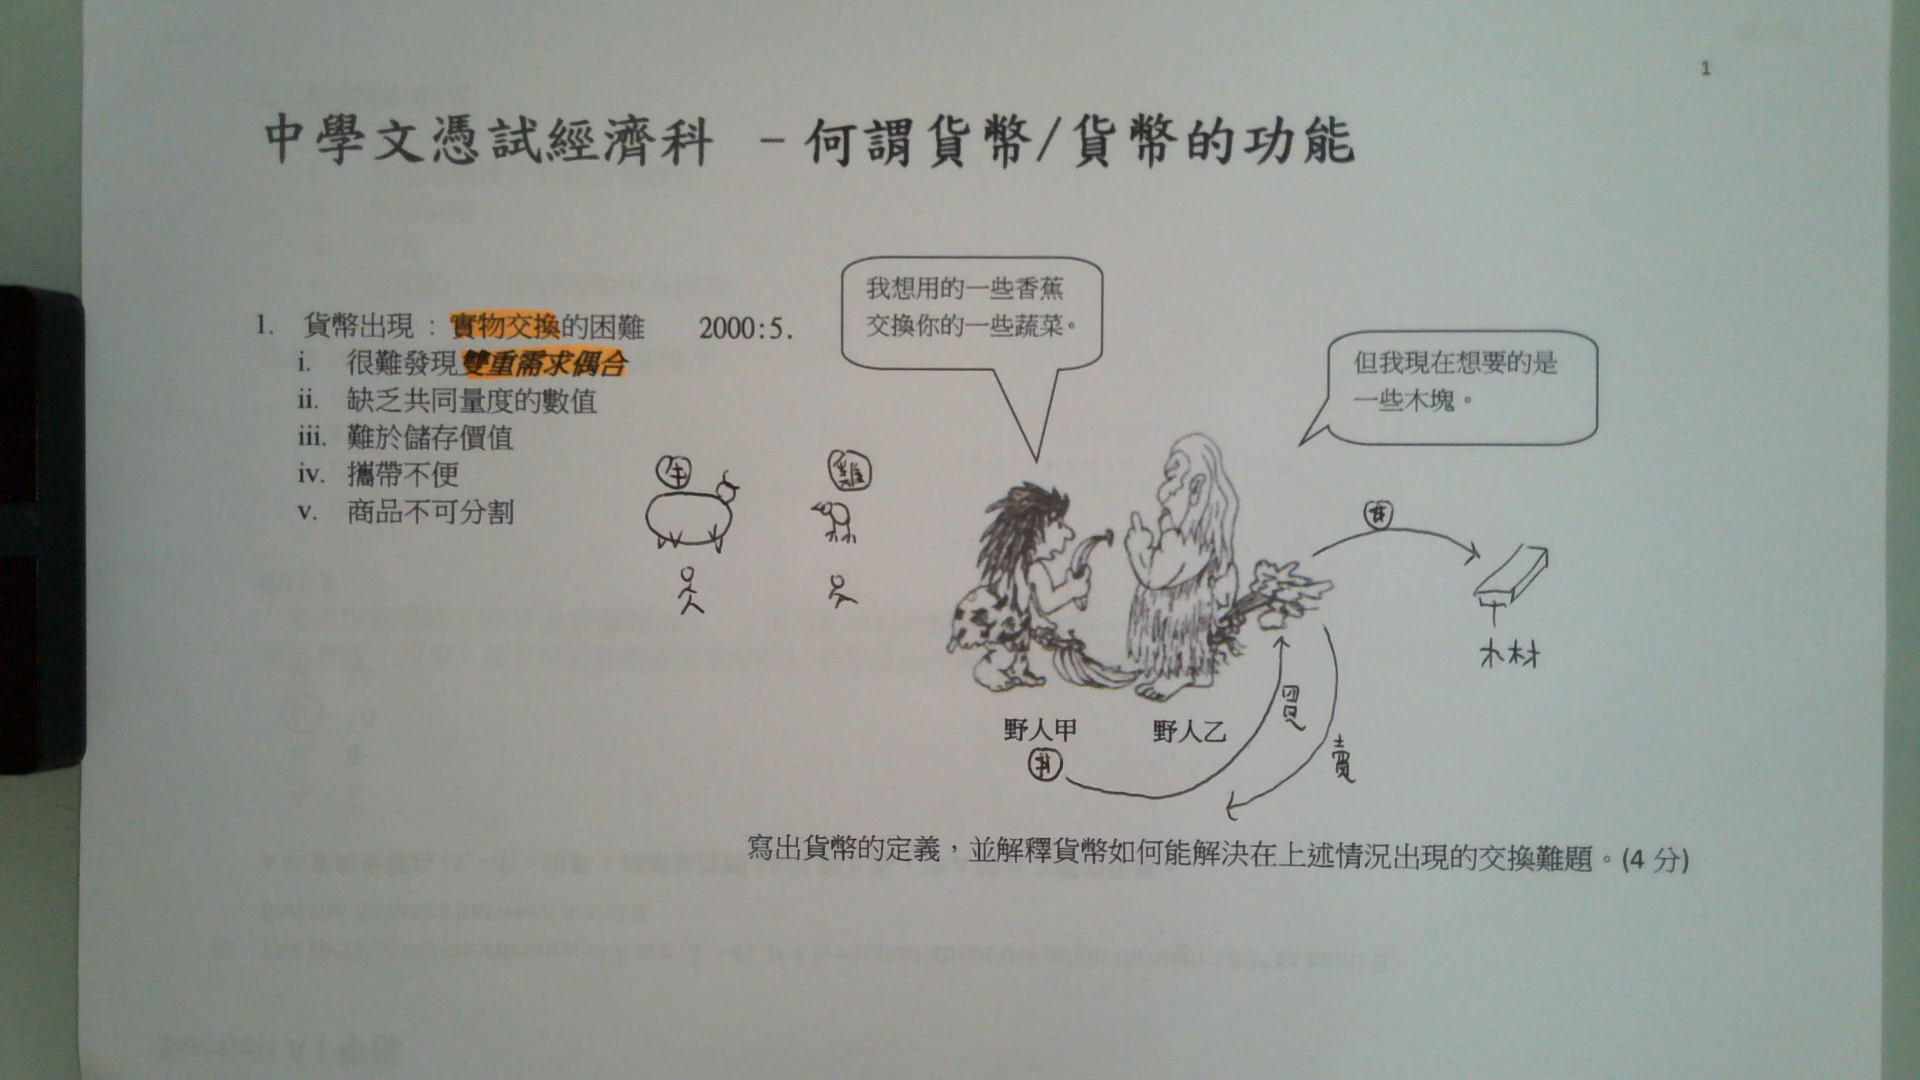 1
中學文憑試經濟科 － 何謂貨幣/貨幣的功能
我想用的一些香蕉
交換你的一些蔬菜。
1. 貨幣出現：實物交換的困難 2000:5.
i. 很難發現雙重需求偶合
ii. 缺乏共同量度的數值
iii. 難於儲存價值
iv. 攜帶不便
v. 商品不可分割
但我現在想要的是
一些木塊。
牛
雞
木材
買
賣
野人甲
野人乙
寫出貨幣的定義，並解釋貨幣如何能解決在上述情況出現的交換難題。(4 分)